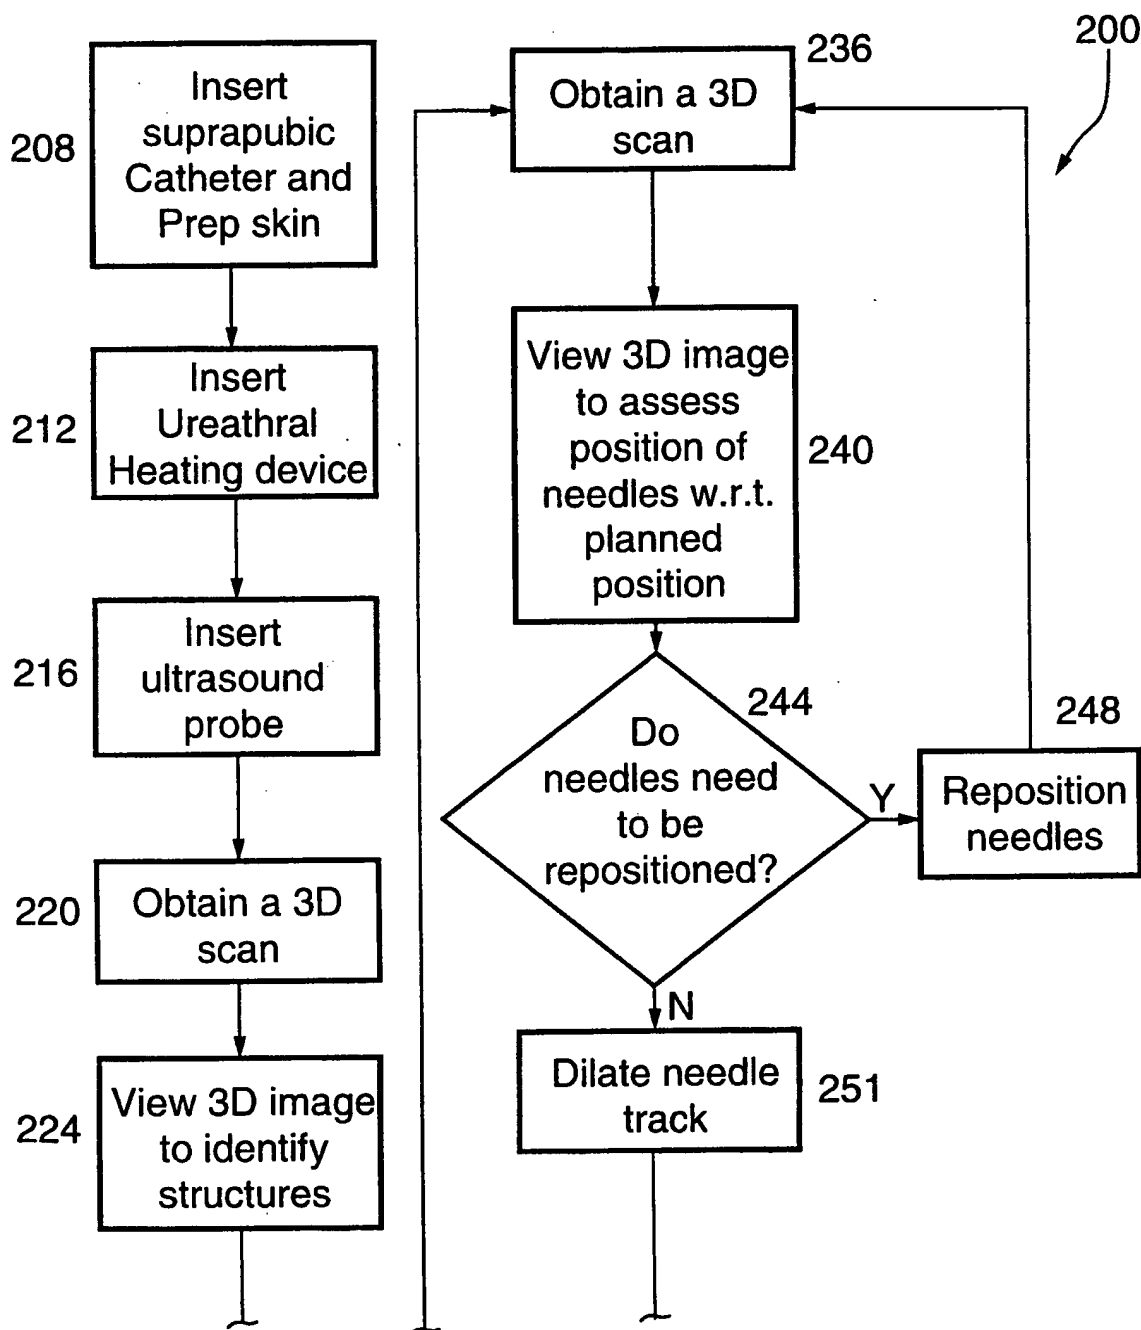 200
208
Insert
suprapubic
Catheter and
Prep skin
212
Insert
Ureathral
Heating device
216
Insert
ultrasound
probe
220
Obtain a 3D
scan
224
View 3D image
to identify
structures
236
Obtain a 3D
scan
View 3D image
to assess
position of
needles w.r.t.
planned
position
240
244
Do
needles need
to be
repositioned?
Y
248
Reposition
needles
N
Dilate needle
track
251